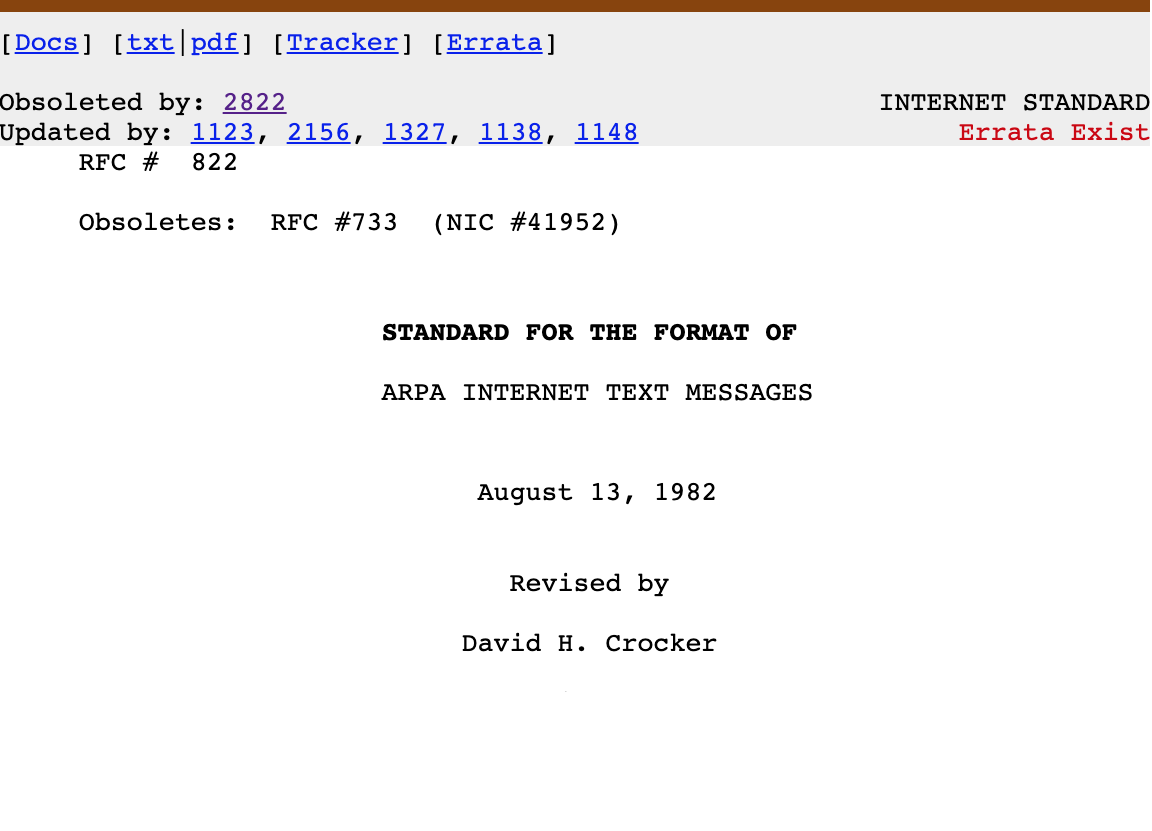 [Docs] [txt|pdf] [Tracker] [Errata]
Obsoleted by: 2822 INTERNET STANDARD
Updated by: 1123, 2156, 1327, 1138, 1148 Errata Exist
RFC # 822
Obsoletes: RFC #733 (NIC #41952)
STANDARD FOR THE FORMAT OF
ARPA INTERNET TEXT MESSAGES
August 13, 1982
Revised by
David H. Crocker